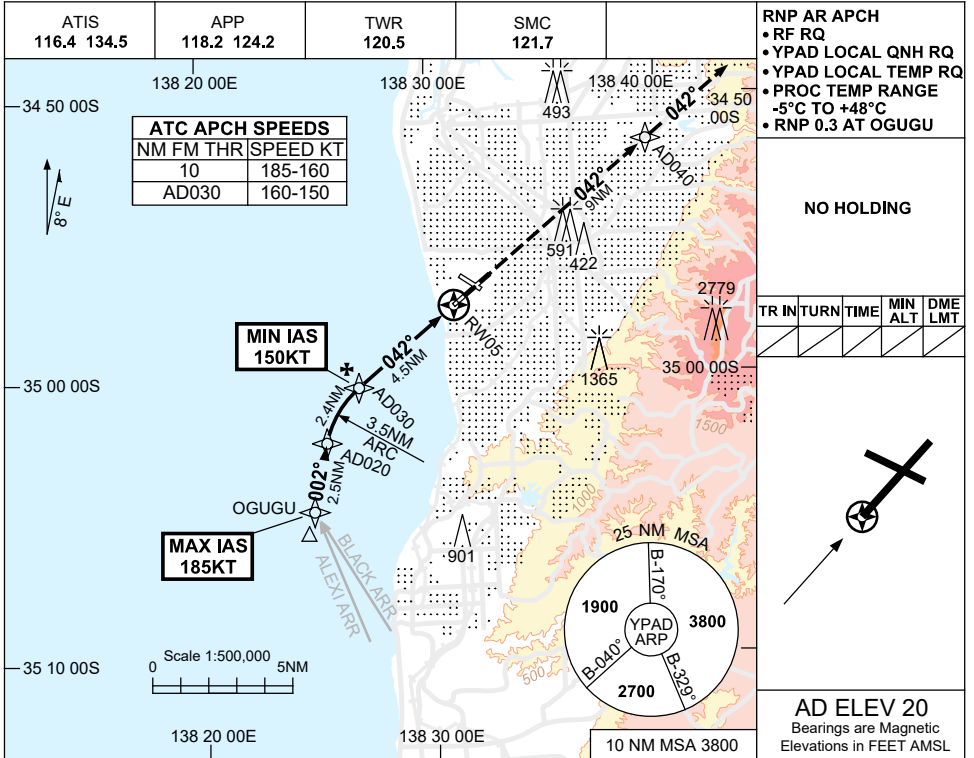 ATIS
116.4 134.5
APP
118.2 124.2
TWR
120.5
SMC
121.7
RNP AR APCH
• RF RQ
• YPAD LOCAL QNH RQ
• YPAD LOCAL TEMP RQ
• PROC TEMP RANGE
-5°C TO +48°C
• RNP 0.3 AT OGUGU
NO HOLDING
TR IN
TURN
TIME
MIN ALT
DME LMT
138 20 00E
138 30 00E
138 40 00E
34 50 00S
34 50
00S
8° E
ATC APCH SPEEDS
NM FM THR SPEED KT
10 185-160
AD030 160-150
493
042°
AD040
042°
9NM
591
422
2779
RW05
MIN IAS
150KT
042°
4.5NM
1365
35 00 00S
35 00 00S
AD030
2.4NM
3.5NM
ARC
AD020
1500
002°
2.5NM
OGUGU
1000
MAX IAS
185KT
BLACK ARR
ALEXI ARR
901
25 NM MSA
B-170°
1900
3800
YPAD
ARP
B-040°
B-329°
2700
500
35 10 00S
Scale 1:500,000
0 5NM
138 20 00E
138 30 00E
10 NM MSA 3800
AD ELEV 20
Bearings are Magnetic
Elevations in FEET AMSL